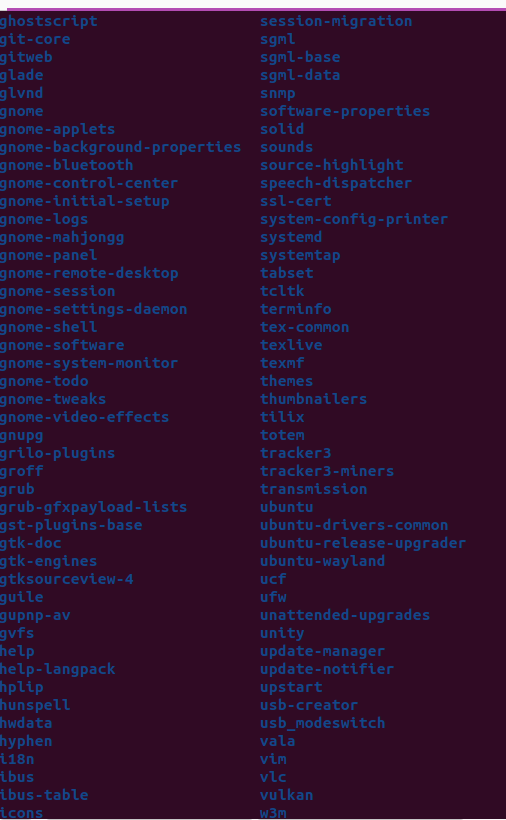 ghostscript session-migration
git-core sgml
gitweb sgml-base
glade sgml-data
glvnd snmp
gnome software-properties
gnome-applets solid
gnome-background-properties sounds
gnome-bluetooth source-highlight
gnome-control-center speech-dispatcher
gnome-initial-setup ssl-cert
gnome-logs system-config-printer
gnome-mahjongg systemd
gnome-panel systemtap
gnome-remote-desktop tabset
gnome-session tcltk
gnome-settings-daemon terminfo
gnome-shell tex-common
gnome-software texlive
gnome-system-monitor texmf
gnome-todo themes
gnome-tweaks thumbnailers
gnome-video-effects tilix
gnupg totem
grilo-plugins tracker3
groff tracker3-miners
grub transmission
grub-gfxpayload-lists ubuntu
gst-plugins-base ubuntu-drivers-common
gtk-doc ubuntu-release-upgrader
gtk-engines ubuntu-wayland
gtksourceview-4 ucf
guile ufw
gupnp-av unattended-upgrades
gvfs unity
help update-manager
help-langpack update-notifier
hplip upstart
hunspell usb-creator
hwdata usb_modeswitch
hyphen vala
i18n vim
ibus vlc
ibus-table vulkan
icons w3m